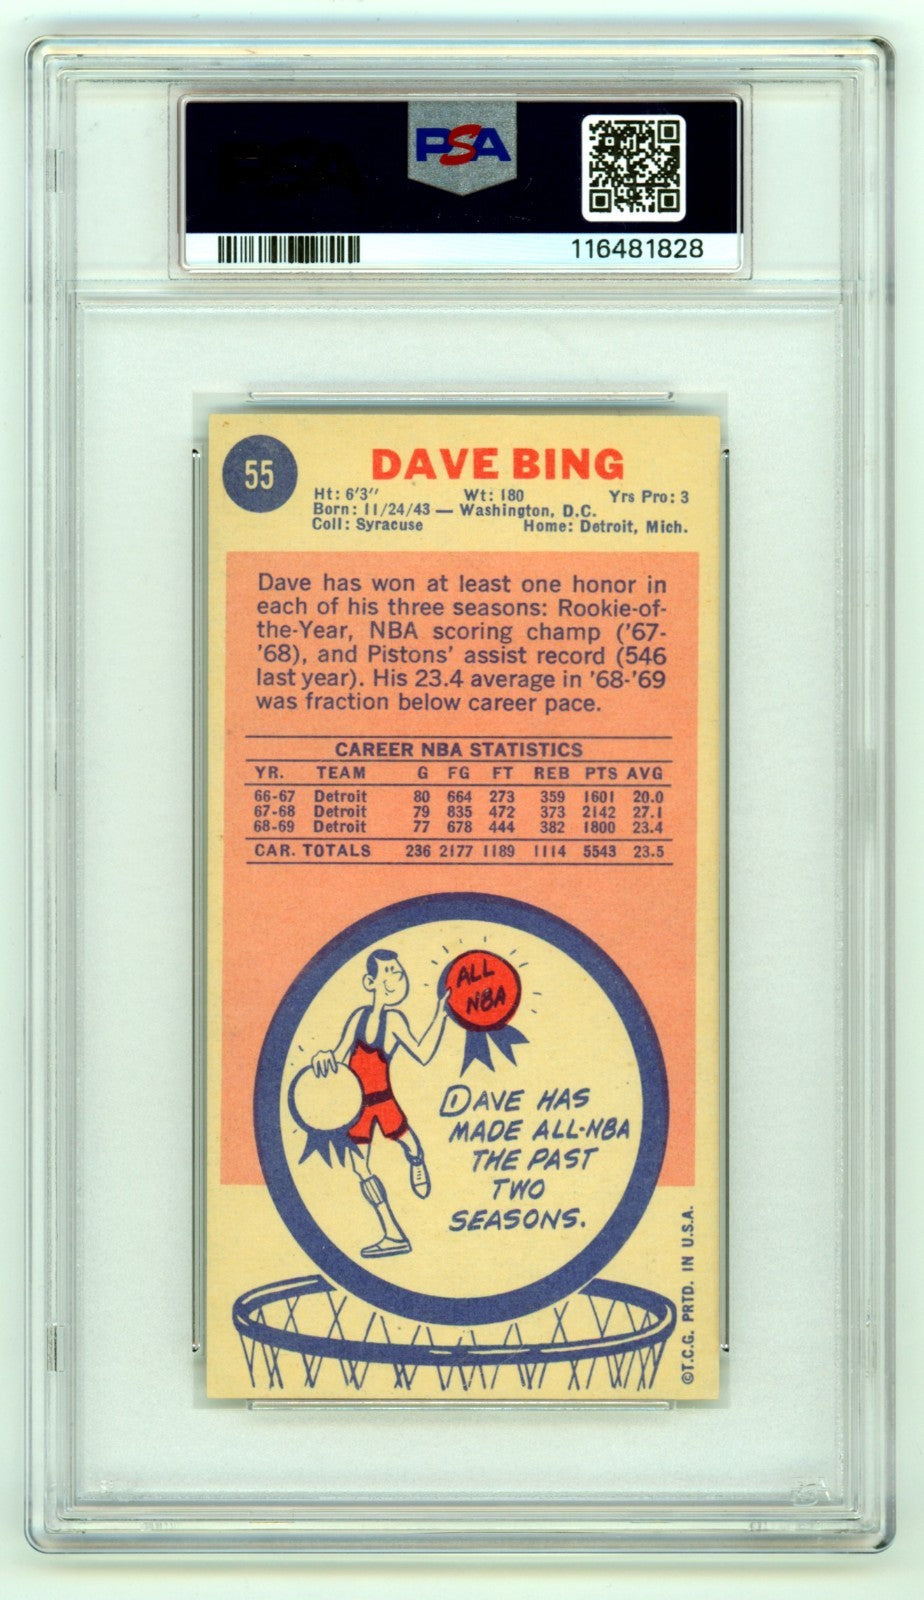 PSA
116481828
55
DAVE BING
Ht: 6'3" Wt: 180 Yrs Pro: 3
Born: 11/24/43 — Washington, D.C.
Coll: Syracuse Home: Detroit, Mich.
Dave has won at least one honor in
each of his three seasons: Rookie-of-
the-Year, NBA scoring champ ('67-
'68), and Pistons' assist record (546
last year). His 23.4 average in '68-'69
was fraction below career pace.
CAREER NBA STATISTICS
YR. TEAM G FG FT REB PTS AVG
66-67 Detroit 80 664 273 359 1601 20.0
67-68 Detroit 79 835 472 373 2142 27.1
68-69 Detroit 77 678 444 382 1800 23.4
CAR. TOTALS 236 2177 1189 1114 5543 23.5
ALL
NBA
DAVE HAS
MADE ALL-NBA
THE PAST
TWO
SEASONS.
©T.C.G. PRTD. IN U.S.A.